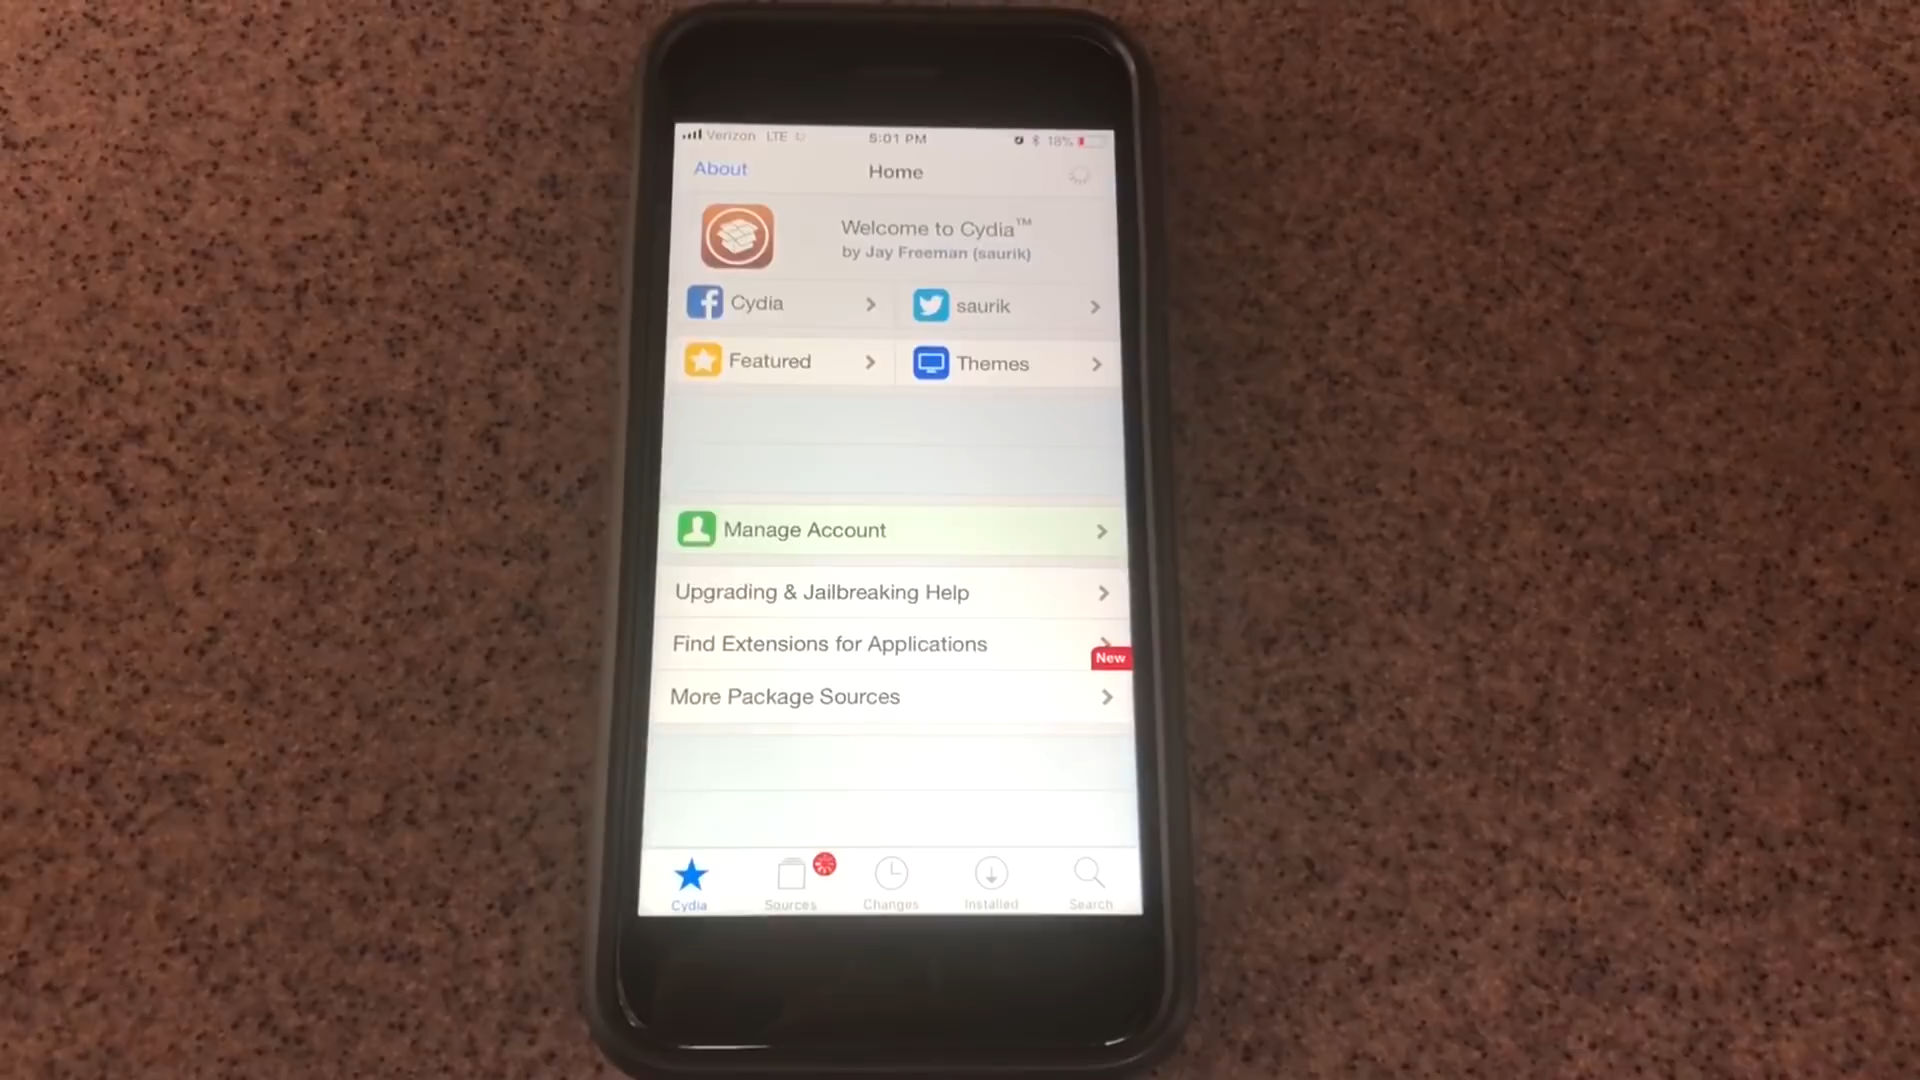 Verizon LTE 5:01 PM 18%
About Home
Welcome to Cydia™
by Jay Freeman (saurik)
Cydia saurik
Featured Themes
Manage Account
Upgrading & Jailbreaking Help
Find Extensions for Applications
New
More Package Sources
Cydia Sources Changes Installed Search